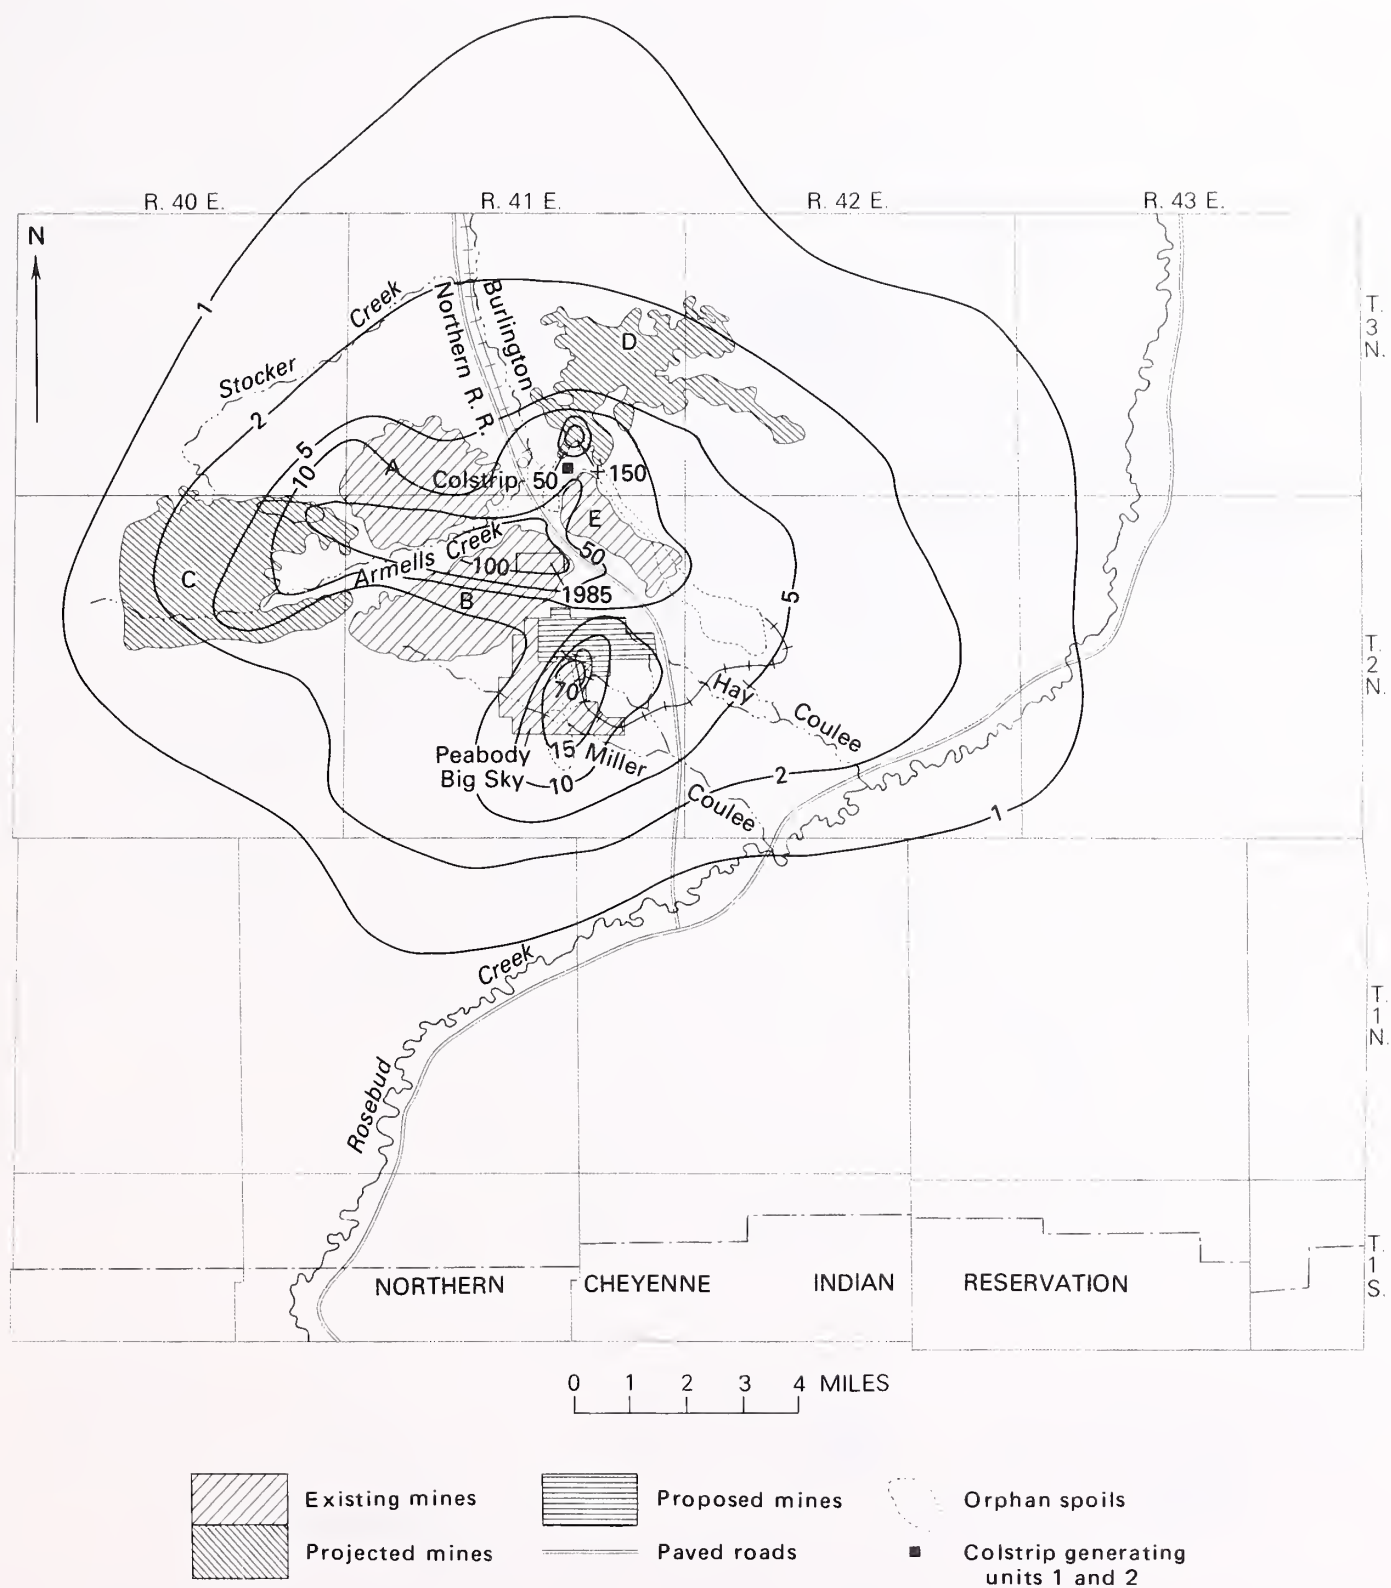 R. 40 E.
R. 41 E.
R. 42 E.
R. 43 E.
N
1
Stocker Creek
Northern R. R.
Burlington
D
T.
3
N.
2
5
10
A
Colstrip
50
150
E
C
Armells Creek
100
50
1985
B
5
70
Hay Coulee
T.
2
N.
Peabody
Big Sky
15
10
Miller Coulee
2
1
Rosebud Creek
T.
1
N.
NORTHERN CHEYENNE INDIAN RESERVATION
T.
1
S.
0 1 2 3 4 MILES
Existing mines
Projected mines
Proposed mines
Paved roads
Orphan spoils
Colstrip generating
units 1 and 2